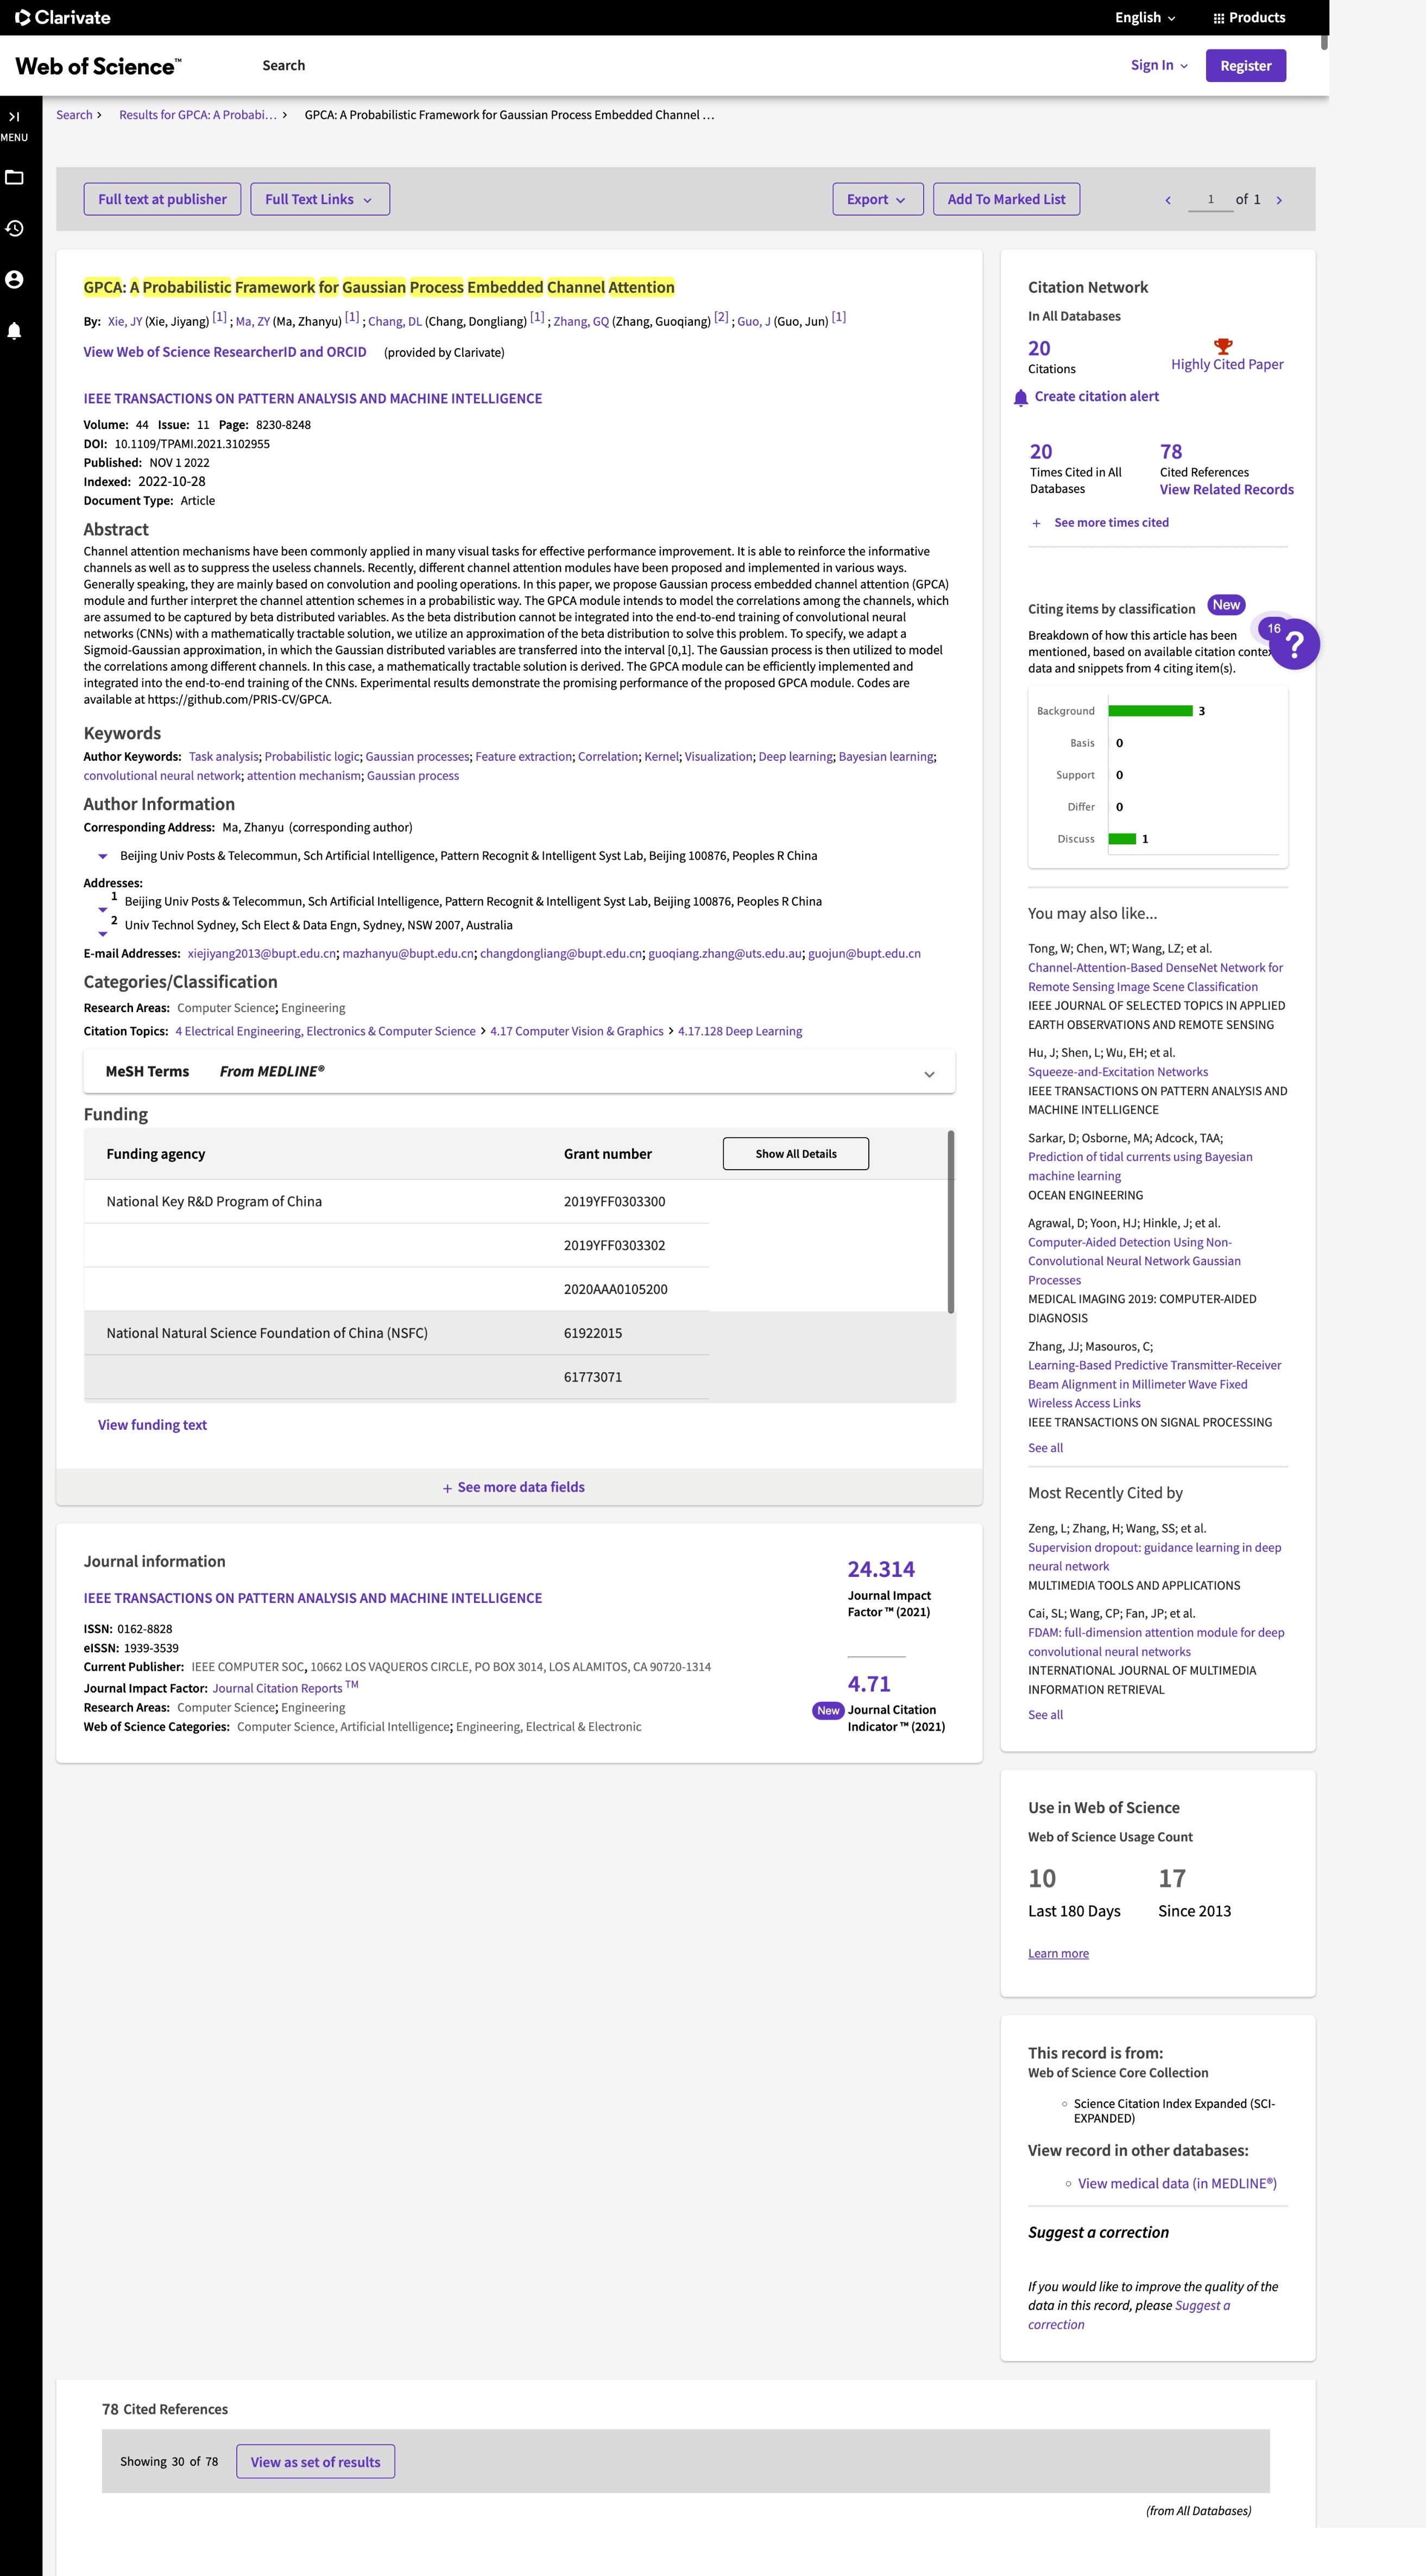 Clarivate
English
Products
Web of Science™
Search
Sign In
Register
MENU
Search › Results for GPCA: A Probabi... › GPCA: A Probabilistic Framework for Gaussian Process Embedded Channel ...
Full text at publisher
Full Text Links
Export
Add To Marked List
1 of 1
GPCA: A Probabilistic Framework for Gaussian Process Embedded Channel Attention
By: Xie, JY (Xie, Jiyang) [1] ; Ma, ZY (Ma, Zhanyu) [1] ; Chang, DL (Chang, Dongliang) [1] ; Zhang, GQ (Zhang, Guoqiang) [2] ; Guo, J (Guo, Jun) [1]
View Web of Science ResearcherID and ORCID (provided by Clarivate)
IEEE TRANSACTIONS ON PATTERN ANALYSIS AND MACHINE INTELLIGENCE
Volume: 44 Issue: 11 Page: 8230-8248
DOI: 10.1109/TPAMI.2021.3102955
Published: NOV 1 2022
Indexed: 2022-10-28
Document Type: Article
Abstract
Channel attention mechanisms have been commonly applied in many visual tasks for effective performance improvement. It is able to reinforce the informative
channels as well as to suppress the useless channels. Recently, different channel attention modules have been proposed and implemented in various ways.
Generally speaking, they are mainly based on convolution and pooling operations. In this paper, we propose Gaussian process embedded channel attention (GPCA)
module and further interpret the channel attention schemes in a probabilistic way. The GPCA module intends to model the correlations among the channels, which
are assumed to be captured by beta distributed variables. As the beta distribution cannot be integrated into the end-to-end training of convolutional neural
networks (CNNs) with a mathematically tractable solution, we utilize an approximation of the beta distribution to solve this problem. To specify, we adapt a
Sigmoid-Gaussian approximation, in which the Gaussian distributed variables are transferred into the interval [0,1]. The Gaussian process is then utilized to model
the correlations among different channels. In this case, a mathematically tractable solution is derived. The GPCA module can be efficiently implemented and
integrated into the end-to-end training of the CNNs. Experimental results demonstrate the promising performance of the proposed GPCA module. Codes are
available at https://github.com/PRIS-CV/GPCA.
Keywords
Author Keywords: Task analysis; Probabilistic logic; Gaussian processes; Feature extraction; Correlation; Kernel; Visualization; Deep learning; Bayesian learning;
convolutional neural network; attention mechanism; Gaussian process
Author Information
Corresponding Address: Ma, Zhanyu (corresponding author)
Beijing Univ Posts & Telecommun, Sch Artificial Intelligence, Pattern Recognit & Intelligent Syst Lab, Beijing 100876, Peoples R China
Addresses:
1 Beijing Univ Posts & Telecommun, Sch Artificial Intelligence, Pattern Recognit & Intelligent Syst Lab, Beijing 100876, Peoples R China
2 Univ Technol Sydney, Sch Elect & Data Engn, Sydney, NSW 2007, Australia
E-mail Addresses: xiejiyang2013@bupt.edu.cn; mazhanyu@bupt.edu.cn; changdongliang@bupt.edu.cn; guoqiang.zhang@uts.edu.au; guojun@bupt.edu.cn
Categories/Classification
Research Areas: Computer Science; Engineering
Citation Topics: 4 Electrical Engineering, Electronics & Computer Science › 4.17 Computer Vision & Graphics › 4.17.128 Deep Learning
MeSH Terms From MEDLINE®
Funding
Funding agency Grant number Show All Details
National Key R&D Program of China 2019YFF0303300
2019YFF0303302
2020AAA0105200
National Natural Science Foundation of China (NSFC) 61922015
61773071
View funding text
+ See more data fields
Journal information
IEEE TRANSACTIONS ON PATTERN ANALYSIS AND MACHINE INTELLIGENCE
ISSN: 0162-8828
eISSN: 1939-3539
Current Publisher: IEEE COMPUTER SOC, 10662 LOS VAQUEROS CIRCLE, PO BOX 3014, LOS ALAMITOS, CA 90720-1314
Journal Impact Factor: Journal Citation Reports TM
Research Areas: Computer Science; Engineering
Web of Science Categories: Computer Science, Artificial Intelligence; Engineering, Electrical & Electronic
24.314
Journal Impact
Factor ™ (2021)
4.71
New Journal Citation
Indicator ™ (2021)
Citation Network
In All Databases
20
Citations
Highly Cited Paper
Create citation alert
20
Times Cited in All
Databases
78
Cited References
View Related Records
+ See more times cited
Citing items by classification New
16
?
Breakdown of how this article has been
mentioned, based on available citation contex
data and snippets from 4 citing item(s).
Background 3
Basis 0
Support 0
Differ 0
Discuss 1
You may also like...
Tong, W; Chen, WT; Wang, LZ; et al.
Channel-Attention-Based DenseNet Network for
Remote Sensing Image Scene Classification
IEEE JOURNAL OF SELECTED TOPICS IN APPLIED
EARTH OBSERVATIONS AND REMOTE SENSING
Hu, J; Shen, L; Wu, EH; et al.
Squeeze-and-Excitation Networks
IEEE TRANSACTIONS ON PATTERN ANALYSIS AND
MACHINE INTELLIGENCE
Sarkar, D; Osborne, MA; Adcock, TAA;
Prediction of tidal currents using Bayesian
machine learning
OCEAN ENGINEERING
Agrawal, D; Yoon, HJ; Hinkle, J; et al.
Computer-Aided Detection Using Non-
Convolutional Neural Network Gaussian
Processes
MEDICAL IMAGING 2019: COMPUTER-AIDED
DIAGNOSIS
Zhang, JJ; Masouros, C;
Learning-Based Predictive Transmitter-Receiver
Beam Alignment in Millimeter Wave Fixed
Wireless Access Links
IEEE TRANSACTIONS ON SIGNAL PROCESSING
See all
Most Recently Cited by
Zeng, L; Zhang, H; Wang, SS; et al.
Supervision dropout: guidance learning in deep
neural network
MULTIMEDIA TOOLS AND APPLICATIONS
Cai, SL; Wang, CP; Fan, JP; et al.
FDAM: full-dimension attention module for deep
convolutional neural networks
INTERNATIONAL JOURNAL OF MULTIMEDIA
INFORMATION RETRIEVAL
See all
Use in Web of Science
Web of Science Usage Count
10
Last 180 Days
17
Since 2013
Learn more
This record is from:
Web of Science Core Collection
Science Citation Index Expanded (SCI-
EXPANDED)
View record in other databases:
View medical data (in MEDLINE®)
Suggest a correction
If you would like to improve the quality of the
data in this record, please Suggest a
correction
78 Cited References
Showing 30 of 78 View as set of results
(from All Databases)